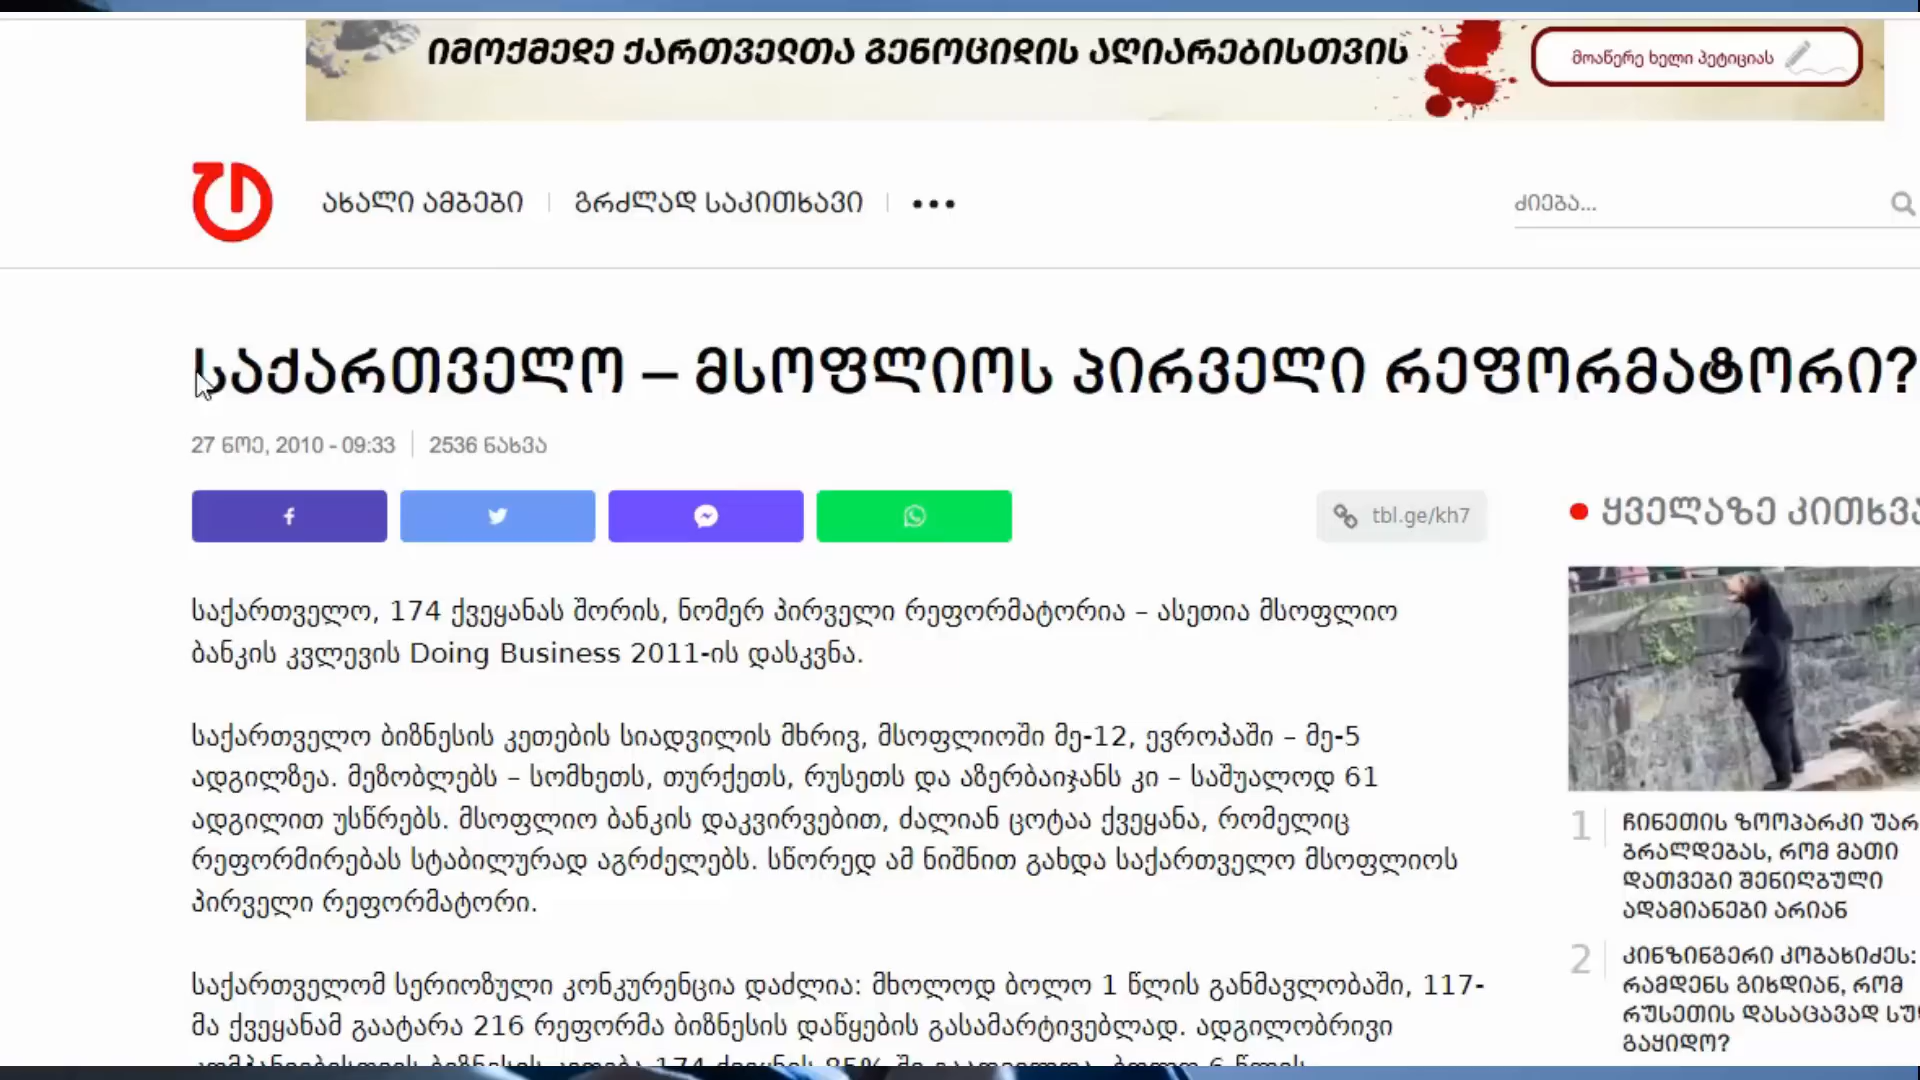 იმოქმედე ქართველთა გენოციდის აღიარებისთვის
მოაწერე ხელი პეტიციას
ახალი ამბები
გრძლად საკითხავი
ძიება...
საქართველო – მსოფლიოს პირველი რეფორმატორი?
27 ნოე, 2010 - 09:33
2536 ნახვა
tbl.ge/kh7
საქართველო, 174 ქვეყანას შორის, ნომერ პირველი რეფორმატორია – ასეთია მსოფლიო
ბანკის კვლევის Doing Business 2011-ის დასკვნა.
საქართველო ბიზნესის კეთების სიადვილის მხრივ, მსოფლიოში მე-12, ევროპაში – მე-5
ადგილზეა. მეზობლებს – სომხეთს, თურქეთს, რუსეთს და აზერბაიჯანს კი – საშუალოდ 61
ადგილით უსწრებს. მსოფლიო ბანკის დაკვირვებით, ძალიან ცოტაა ქვეყანა, რომელიც
რეფორმირებას სტაბილურად აგრძელებს. სწორედ ამ ნიშნით გახდა საქართველო მსოფლიოს
პირველი რეფორმატორი.
საქართველომ სერიოზული კონკურენცია დაძლია: მხოლოდ ბოლო 1 წლის განმავლობაში, 117-
მა ქვეყანამ გაატარა 216 რეფორმა ბიზნესის დაწყების გასამარტივებლად. ადგილობრივი
ყველაზე
1
ჩინეთის ზოოპარკი
ბრალდებას, რომ მათი
დათვები შენიღბული
ადამიანები არიან
2
კინზინგერი კობახიძეს:
რამდენს გიხდიან, რომ
რუსეთის დასაცავად
გაყიდო?